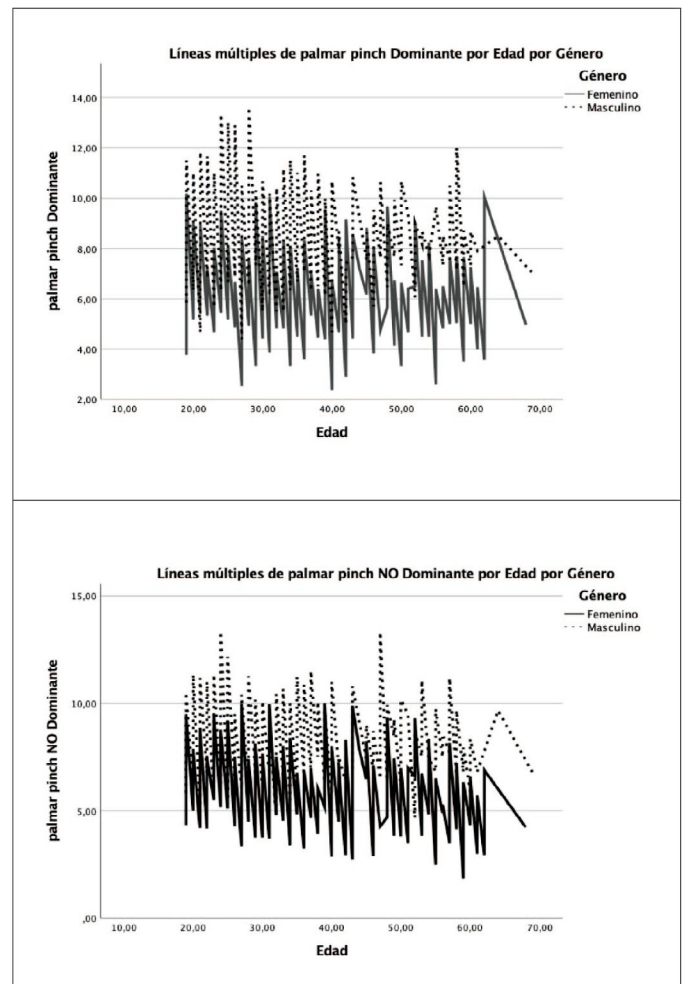 Líneas múltiples de palmar pinch Dominante por Edad por Género
Género
Femenino
Masculino
palmar pinch Dominante
14,00
12,00
10,00
8,00
6,00
4,00
2,00
10,00 20,00 30,00 40,00 50,00 60,00 70,00
Edad
Líneas múltiples de palmar pinch NO Dominante por Edad por Género
Género
Femenino
Masculino
palmar pinch NO Dominante
15,00
10,00
5,00
,00
10,00 20,00 30,00 40,00 50,00 60,00 70,00
Edad